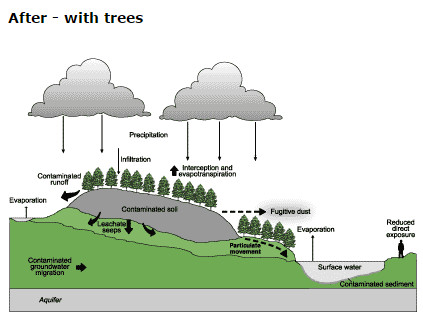 After - with trees
Precipitation
Infiltration
Interception and
evapotranspiration
Contaminated
runoff
Evaporation
Contaminated soil
Fugitive dust
Leachate
seeps
Evaporation
Reduced
direct
exposure
Particulate
movement
Contaminated
groundwater
migration
Surface water
Contaminated sediment
Aquifer